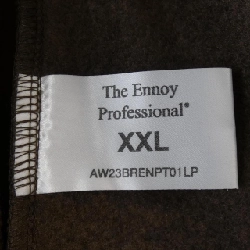 The Ennoy
Professional®
XXL
AW23BRENPT01LP